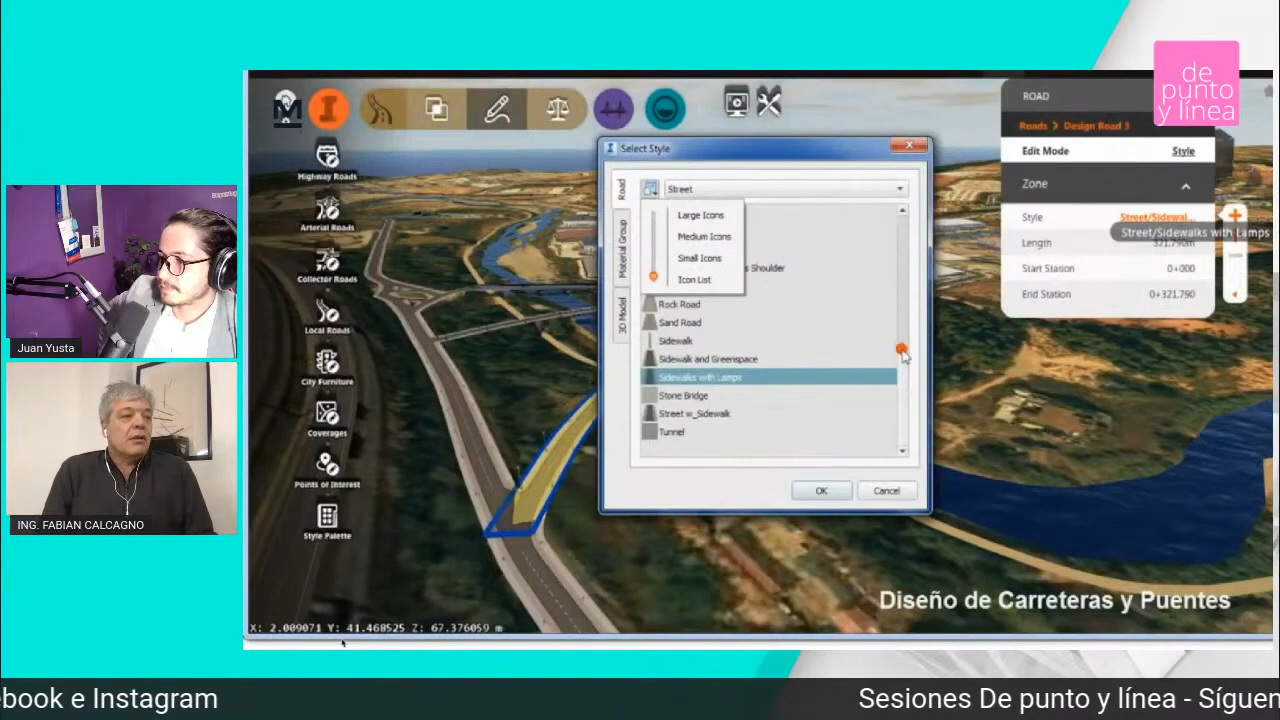 de
punto
y línea
ROAD
Roads > Design Road 3
Edit Mode Style
Zone
Style Street/Sidewal...
Street/Sidewalks with Lamps
Length 321.790m
Start Station 0+000
End Station 0+321.790
Highway Roads
Arterial Roads
Collector Roads
Local Roads
City Furniture
Coverages
Points of Interest
Style Palette
Select Style
Road
Material Group
3D Model
Street
Large Icons
Medium Icons
Small Icons
Icon List
Shoulder
Rock Road
Sand Road
Sidewalk
Sidewalk and Greenspace
Sidewalks with Lamps
Stone Bridge
Street w_Sidewalk
Tunnel
OK Cancel
Juan Yusta
ING. FABIAN CALCAGNO
Diseño de Carreteras y Puentes
X: 2.009071 Y: 41.468525 Z: 67.376059 m
ebook e Instagram
Sesiones De punto y línea - Síguen